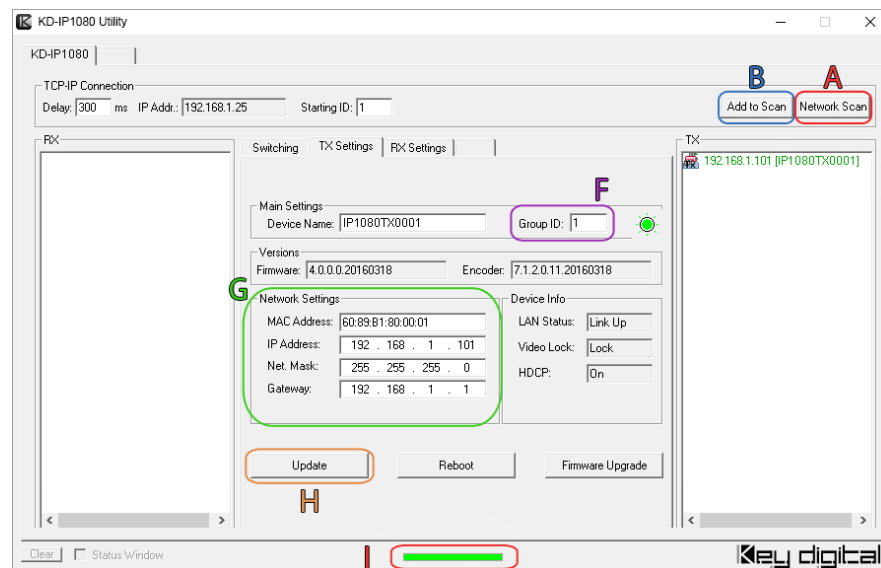 KD-IP1080 Utility
KD-IP1080
TCP-IP Connection
B
A
Delay: 300 ms IP Addr.: 192.168.1.25 Starting ID: 1 Add to Scan Network Scan
RX
Switching TX Settings RX Settings
TX
TX 192.168.1.101 [IP1080TX0001]
F
Main Settings
Device Name: IP1080TX0001 Group ID: 1
Versions
Firmware: 4.0.0.0.20160318 Encoder: 7.1.2.0.11.20160318
G
Network Settings
MAC Address: 60:89:B1:80:00:01
IP Address: 192 . 168 . 1 . 101
Net. Mask: 255 . 255 . 255 . 0
Gateway: 192 . 168 . 1 . 1
Device Info
LAN Status: Link Up
Video Lock: Lock
HDCP: On
Update Reboot Firmware Upgrade
H
Clear Status Window
I
Key digital